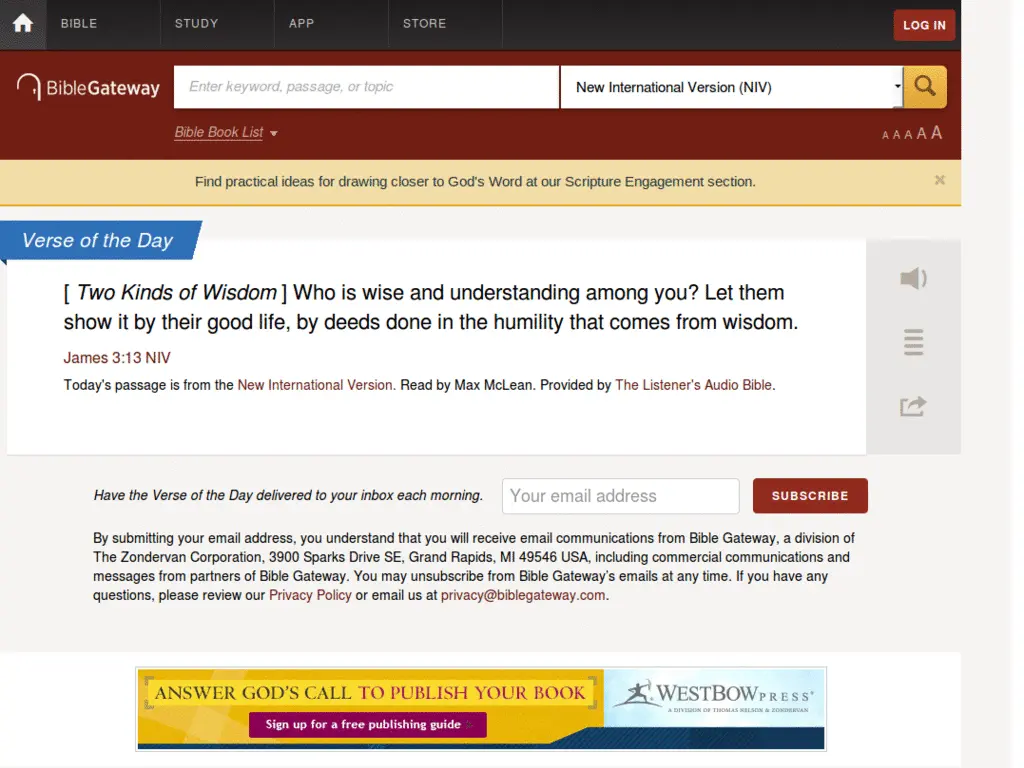 BIBLE STUDY APP STORE LOG IN
BibleGateway Enter keyword, passage, or topic New International Version (NIV)
Bible Book List A A A A A
Find practical ideas for drawing closer to God's Word at our Scripture Engagement section. ×
Verse of the Day
[ Two Kinds of Wisdom ] Who is wise and understanding among you? Let them
show it by their good life, by deeds done in the humility that comes from wisdom.
James 3:13 NIV
Today's passage is from the New International Version. Read by Max McLean. Provided by The Listener's Audio Bible.
Have the Verse of the Day delivered to your inbox each morning. Your email address SUBSCRIBE
By submitting your email address, you understand that you will receive email communications from Bible Gateway, a division of
The Zondervan Corporation, 3900 Sparks Drive SE, Grand Rapids, MI 49546 USA, including commercial communications and
messages from partners of Bible Gateway. You may unsubscribe from Bible Gateway's emails at any time. If you have any
questions, please review our Privacy Policy or email us at privacy@biblegateway.com.
ANSWER GOD'S CALL TO PUBLISH YOUR BOOK
Sign up for a free publishing guide >
WESTBOW PRESS
A DIVISION OF THOMAS NELSON & ZONDERVAN